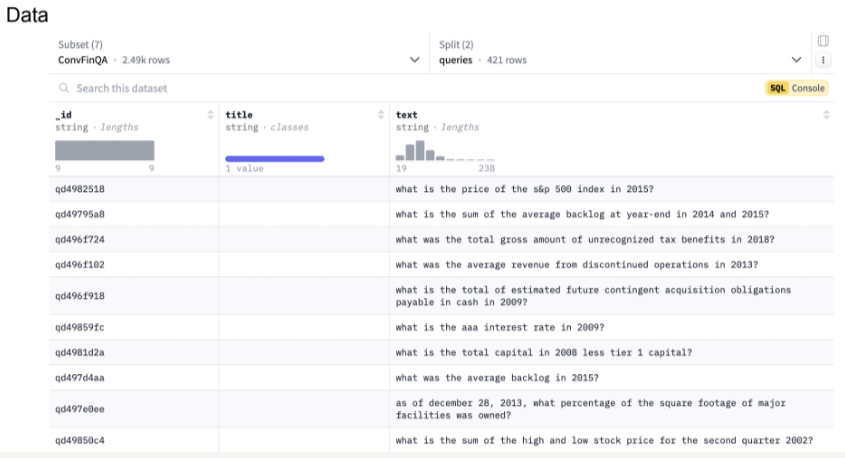 Data
Subset (7)
ConvFinQA · 2.49k rows
Split (2)
queries · 421 rows
Search this dataset
SQL Console
_id
string · lengths
9 9
title
string · classes
1 value
text
string · lengths
19 238
qd4982518 what is the price of the s&p 500 index in 2015?
qd49795a8 what is the sum of the average backlog at year-end in 2014 and 2015?
qd496f724 what was the total gross amount of unrecognized tax benefits in 2018?
qd496f102 what was the average revenue from discontinued operations in 2013?
qd496f918 what is the total of estimated future contingent acquisition obligations
payable in cash in 2009?
qd49859fc what is the aaa interest rate in 2009?
qd4981d2a what is the total capital in 2008 less tier 1 capital?
qd497d4aa what was the average backlog in 2015?
qd497e0ee as of december 28, 2013, what percentage of the square footage of major
facilities was owned?
qd49850c4 what is the sum of the high and low stock price for the second quarter 2002?